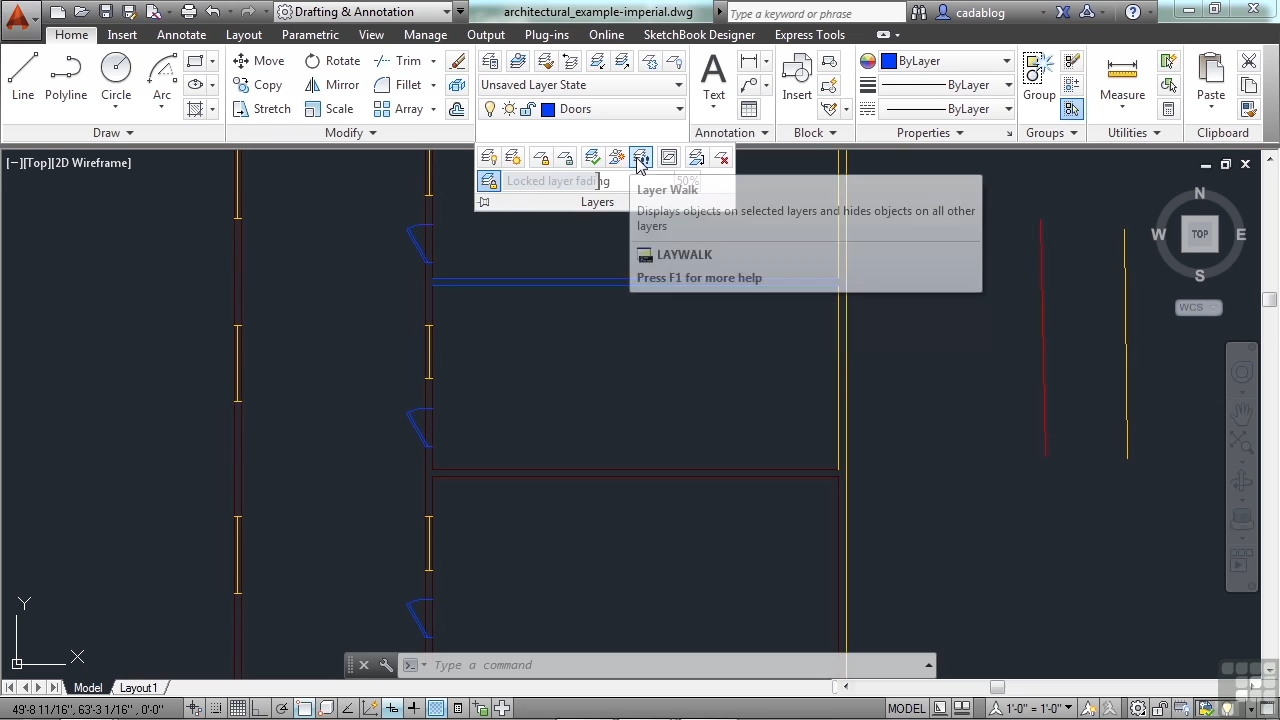 Drafting & Annotation
architectural_example-imperial.dwg
Type a keyword or phrase
cadablog
Home Insert Annotate Layout Parametric View Manage Output Plug-ins Online SketchBook Designer Express Tools
Line Polyline Circle Arc
Move Rotate Trim
Copy Mirror Fillet
Stretch Scale Array
Unsaved Layer State
Doors
Text
Insert
ByLayer
ByLayer
ByLayer
Group
Measure
Paste
Draw Modify Annotation Block Properties Groups Utilities Clipboard
[−][Top][2D Wireframe]
Locked layer fading 50%
Layers
Layer Walk
Displays objects on selected layers and hides objects on all other
layers
LAYWALK
Press F1 for more help
N
W TOP E
S
WCS
Y
X
Type a command
Model Layout1
49'-8 11/16", 63'-3 1/16" , 0'-0"
MODEL
1'-0" = 1'-0"